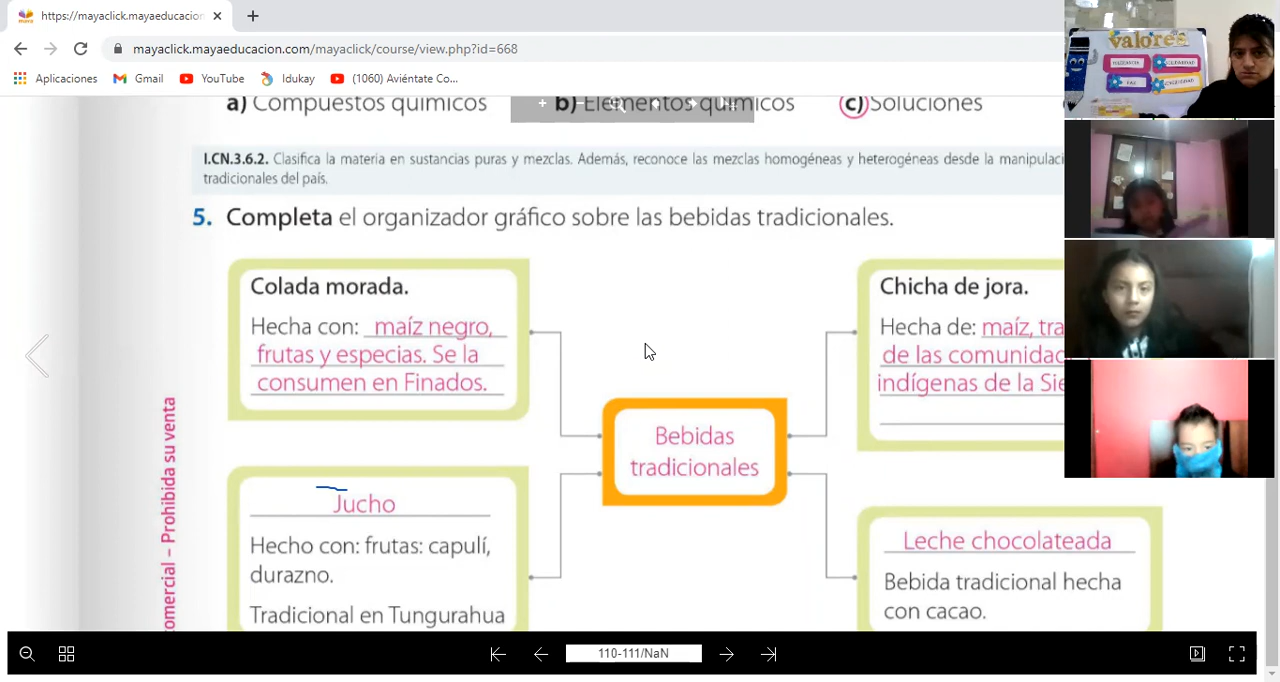 https://mayaclick.mayaeducacion
mayaclick.mayaeducacion.com/mayaclick/course/view.php?id=668
Aplicaciones Gmail YouTube Idukay (1050) Aviéntate Co...
a) Compuestos químicos b) Elementos químicos c) Soluciones
I.CN.3.6.2. Clasifica la materia en sustancias puras y mezclas. Además, reconoce las mezclas homogéneas y heterogéneas desde la manipulaci
tradicionales del país.
5. Completa el organizador gráfico sobre las bebidas tradicionales.
Colada morada.
Hecha con: maíz negro,
frutas y especias. Se la
consumen en Finados.
Chicha de jora.
Hecha de: maíz, tra
de las comunidad
indígenas de la Sie
Bebidas
tradicionales
Jucho
Hecho con: frutas: capulí,
durazno.
Tradicional en Tungurahua
Leche chocolateada
Bebida tradicional hecha
con cacao.
omercial – Prohibida su venta
110-111/NaN
valores